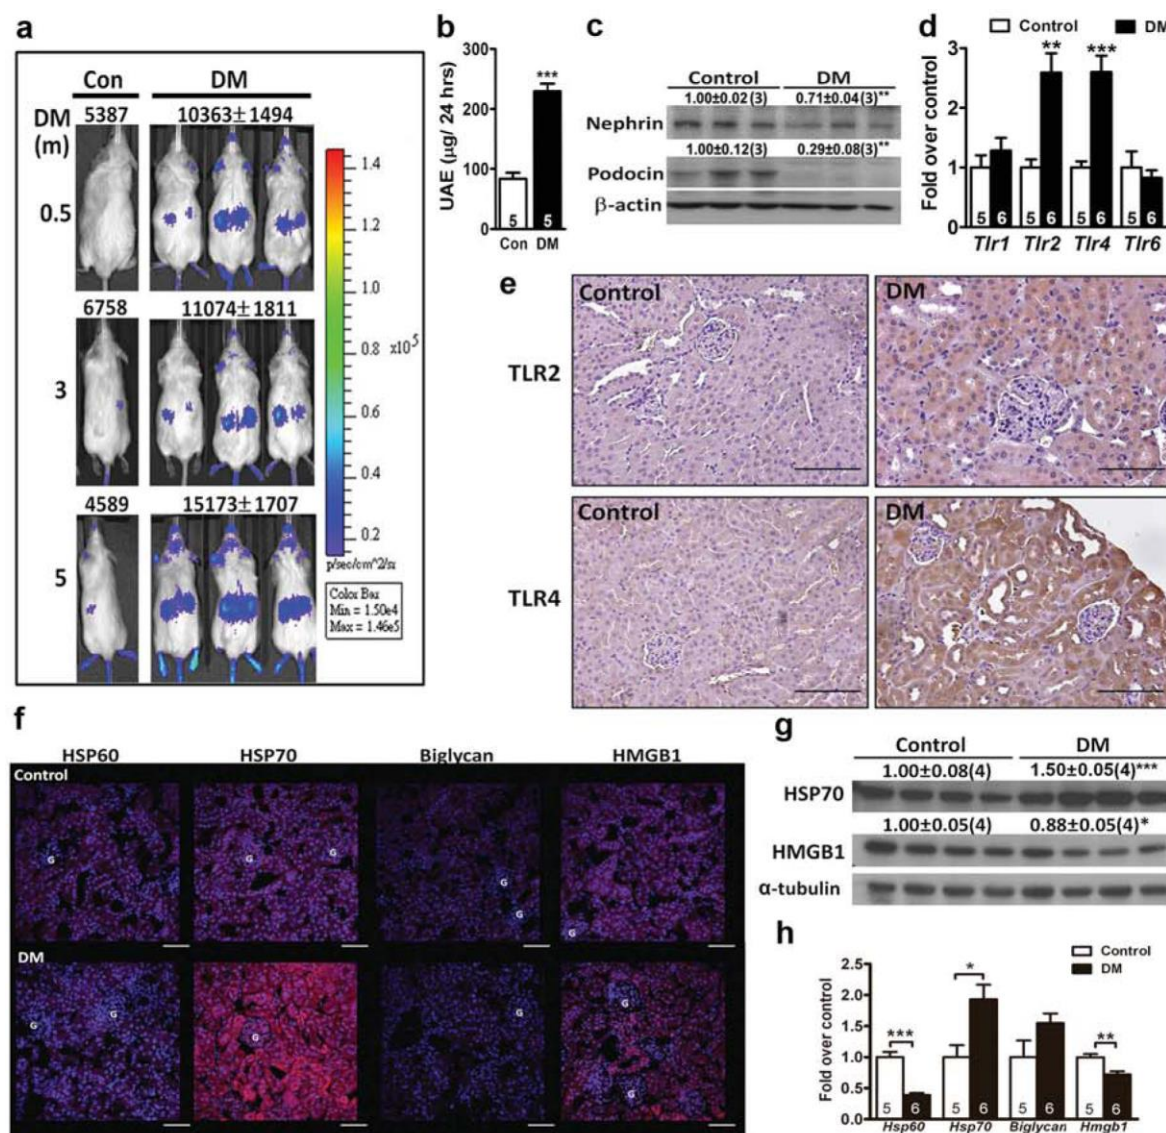 a
Con DM
DM (m)
5387 10363±1494
0.5
6758 11074±1811
3
4589 15173±1707
5
1.4
1.2
1.0
0.8 x10^5
0.6
0.4
0.2
p/sec/cm^2/sr
Color Bar
Min = 1.50e4
Max = 1.46e5
b
UAE (μg/ 24 hrs)
300
200
100
0
***
5 5
Con DM
c
Control DM
1.00±0.02 (3) 0.71±0.04 (3)**
Nephrin
1.00±0.12(3) 0.29±0.08(3)**
Podocin
β-actin
d
Control DM
Fold over control
3
2
1
0
** ***
5 6 5 6 5 6 5 6
Tlr1 Tlr2 Tlr4 Tlr6
e
Control DM
TLR2
Control DM
TLR4
f
HSP60 HSP70 Biglycan HMGB1
Control
G G G G G G
DM
G G G G G G
g
Control DM
1.00±0.08(4) 1.50±0.05(4)***
HSP70
1.00±0.05(4) 0.88±0.05(4)*
HMGB1
α-tubulin
h
Control
DM
Fold over control
2.5
2.0
1.5
1.0
0.5
0.0
*** * **
5 6 5 6 5 6 5 6
Hsp60 Hsp70 Biglycan Hmgb1